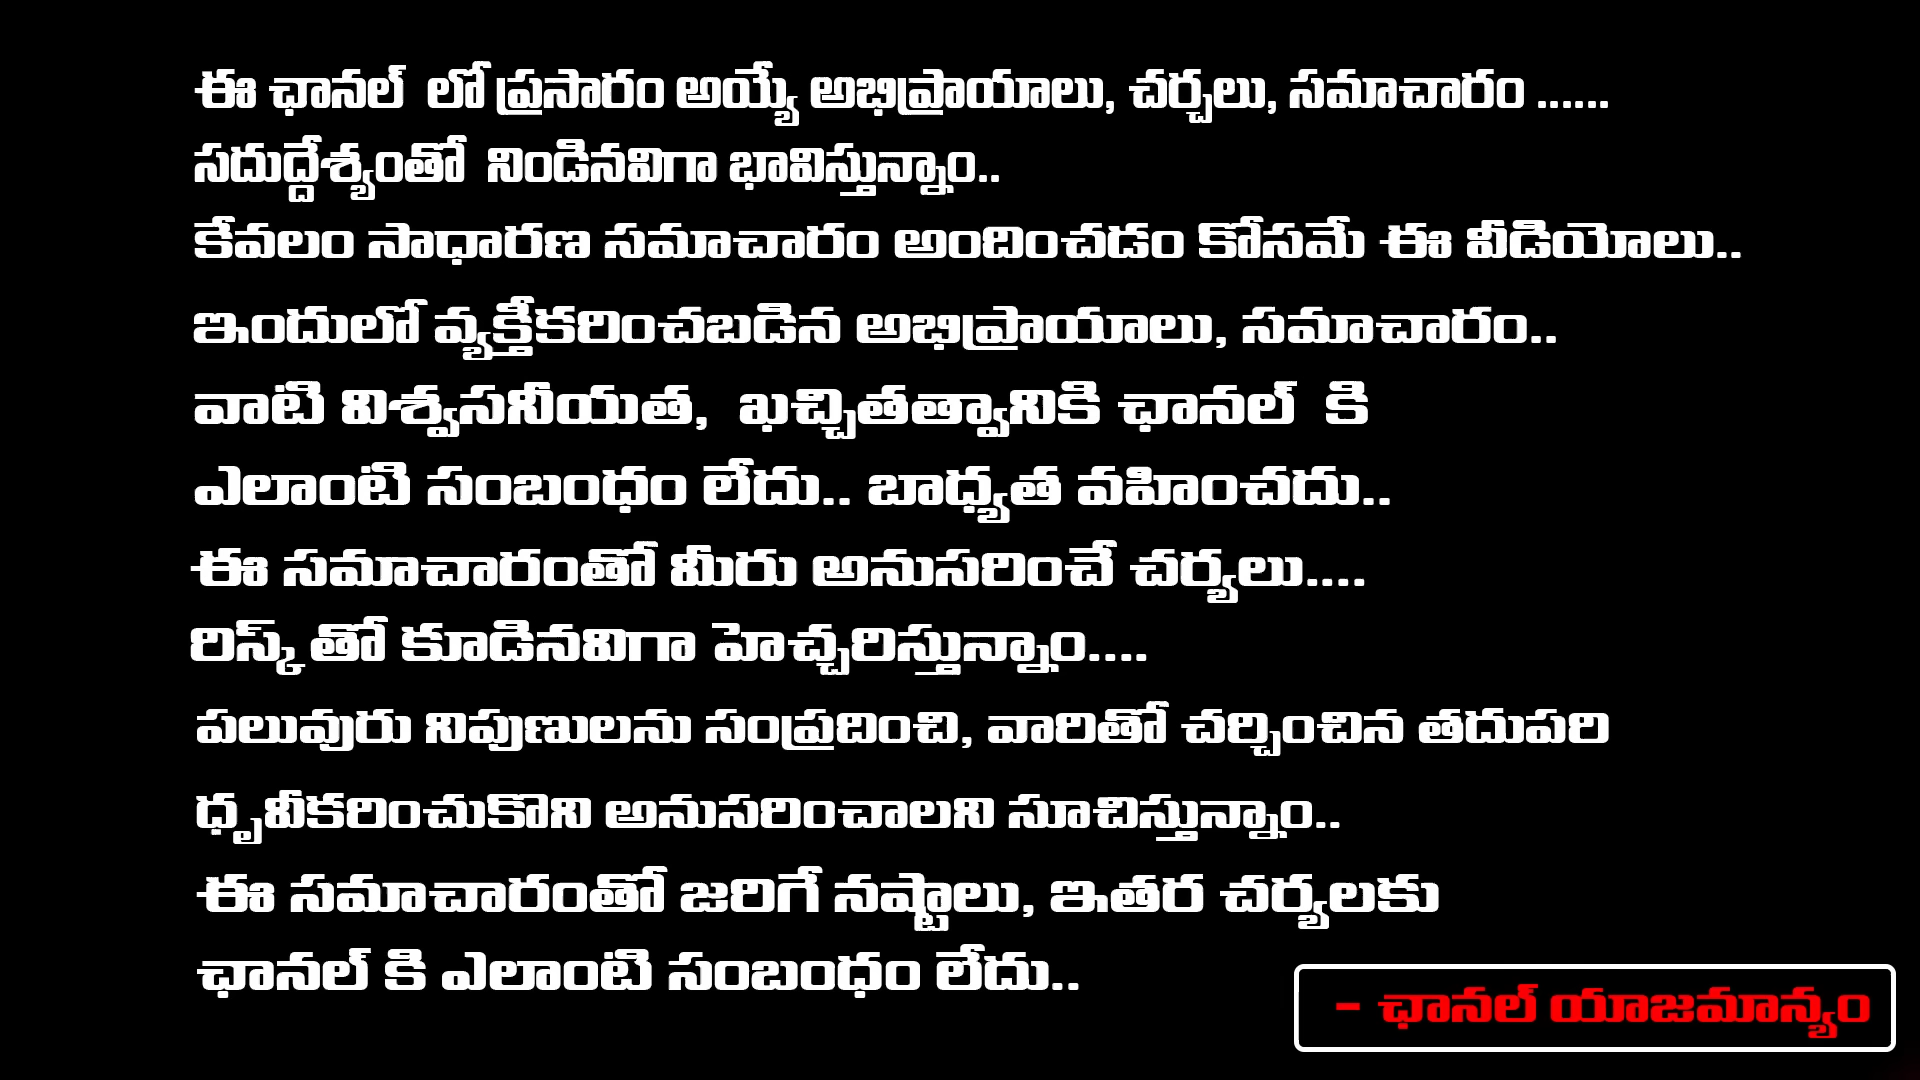 ఈ ఛానల్ లో ప్రసారం అయ్యే అభిప్రాయాలు, చర్చలు, సమాచారం ......
సదుద్దేశ్యంతో నిండినవిగా భావిస్తున్నాం..
కేవలం సాధారణ సమాచారం అందించడం కోసమే ఈ వీడియోలు..
ఇందులో వ్యక్తీకరించబడిన అభిప్రాయాలు, సమాచారం..
వాటి విశ్వసనీయత, ఖచ్చితత్వానికి ఛానల్ కి
ఎలాంటి సంబంధం లేదు.. బాధ్యత వహించదు..
ఈ సమాచారంతో మీరు అనుసరించే చర్యలు....
రిస్క్ తో కూడినవిగా హెచ్చరిస్తున్నాం....
పలువురు నిపుణులను సంప్రదించి, వారితో చర్చించిన తదుపరి
ధృవీకరించుకొని అనుసరించాలని సూచిస్తున్నాం..
ఈ సమాచారంతో జరిగే నష్టాలు, ఇతర చర్యలకు
ఛానల్ కి ఎలాంటి సంబంధం లేదు..
- ఛానల్ యాజమాన్యం